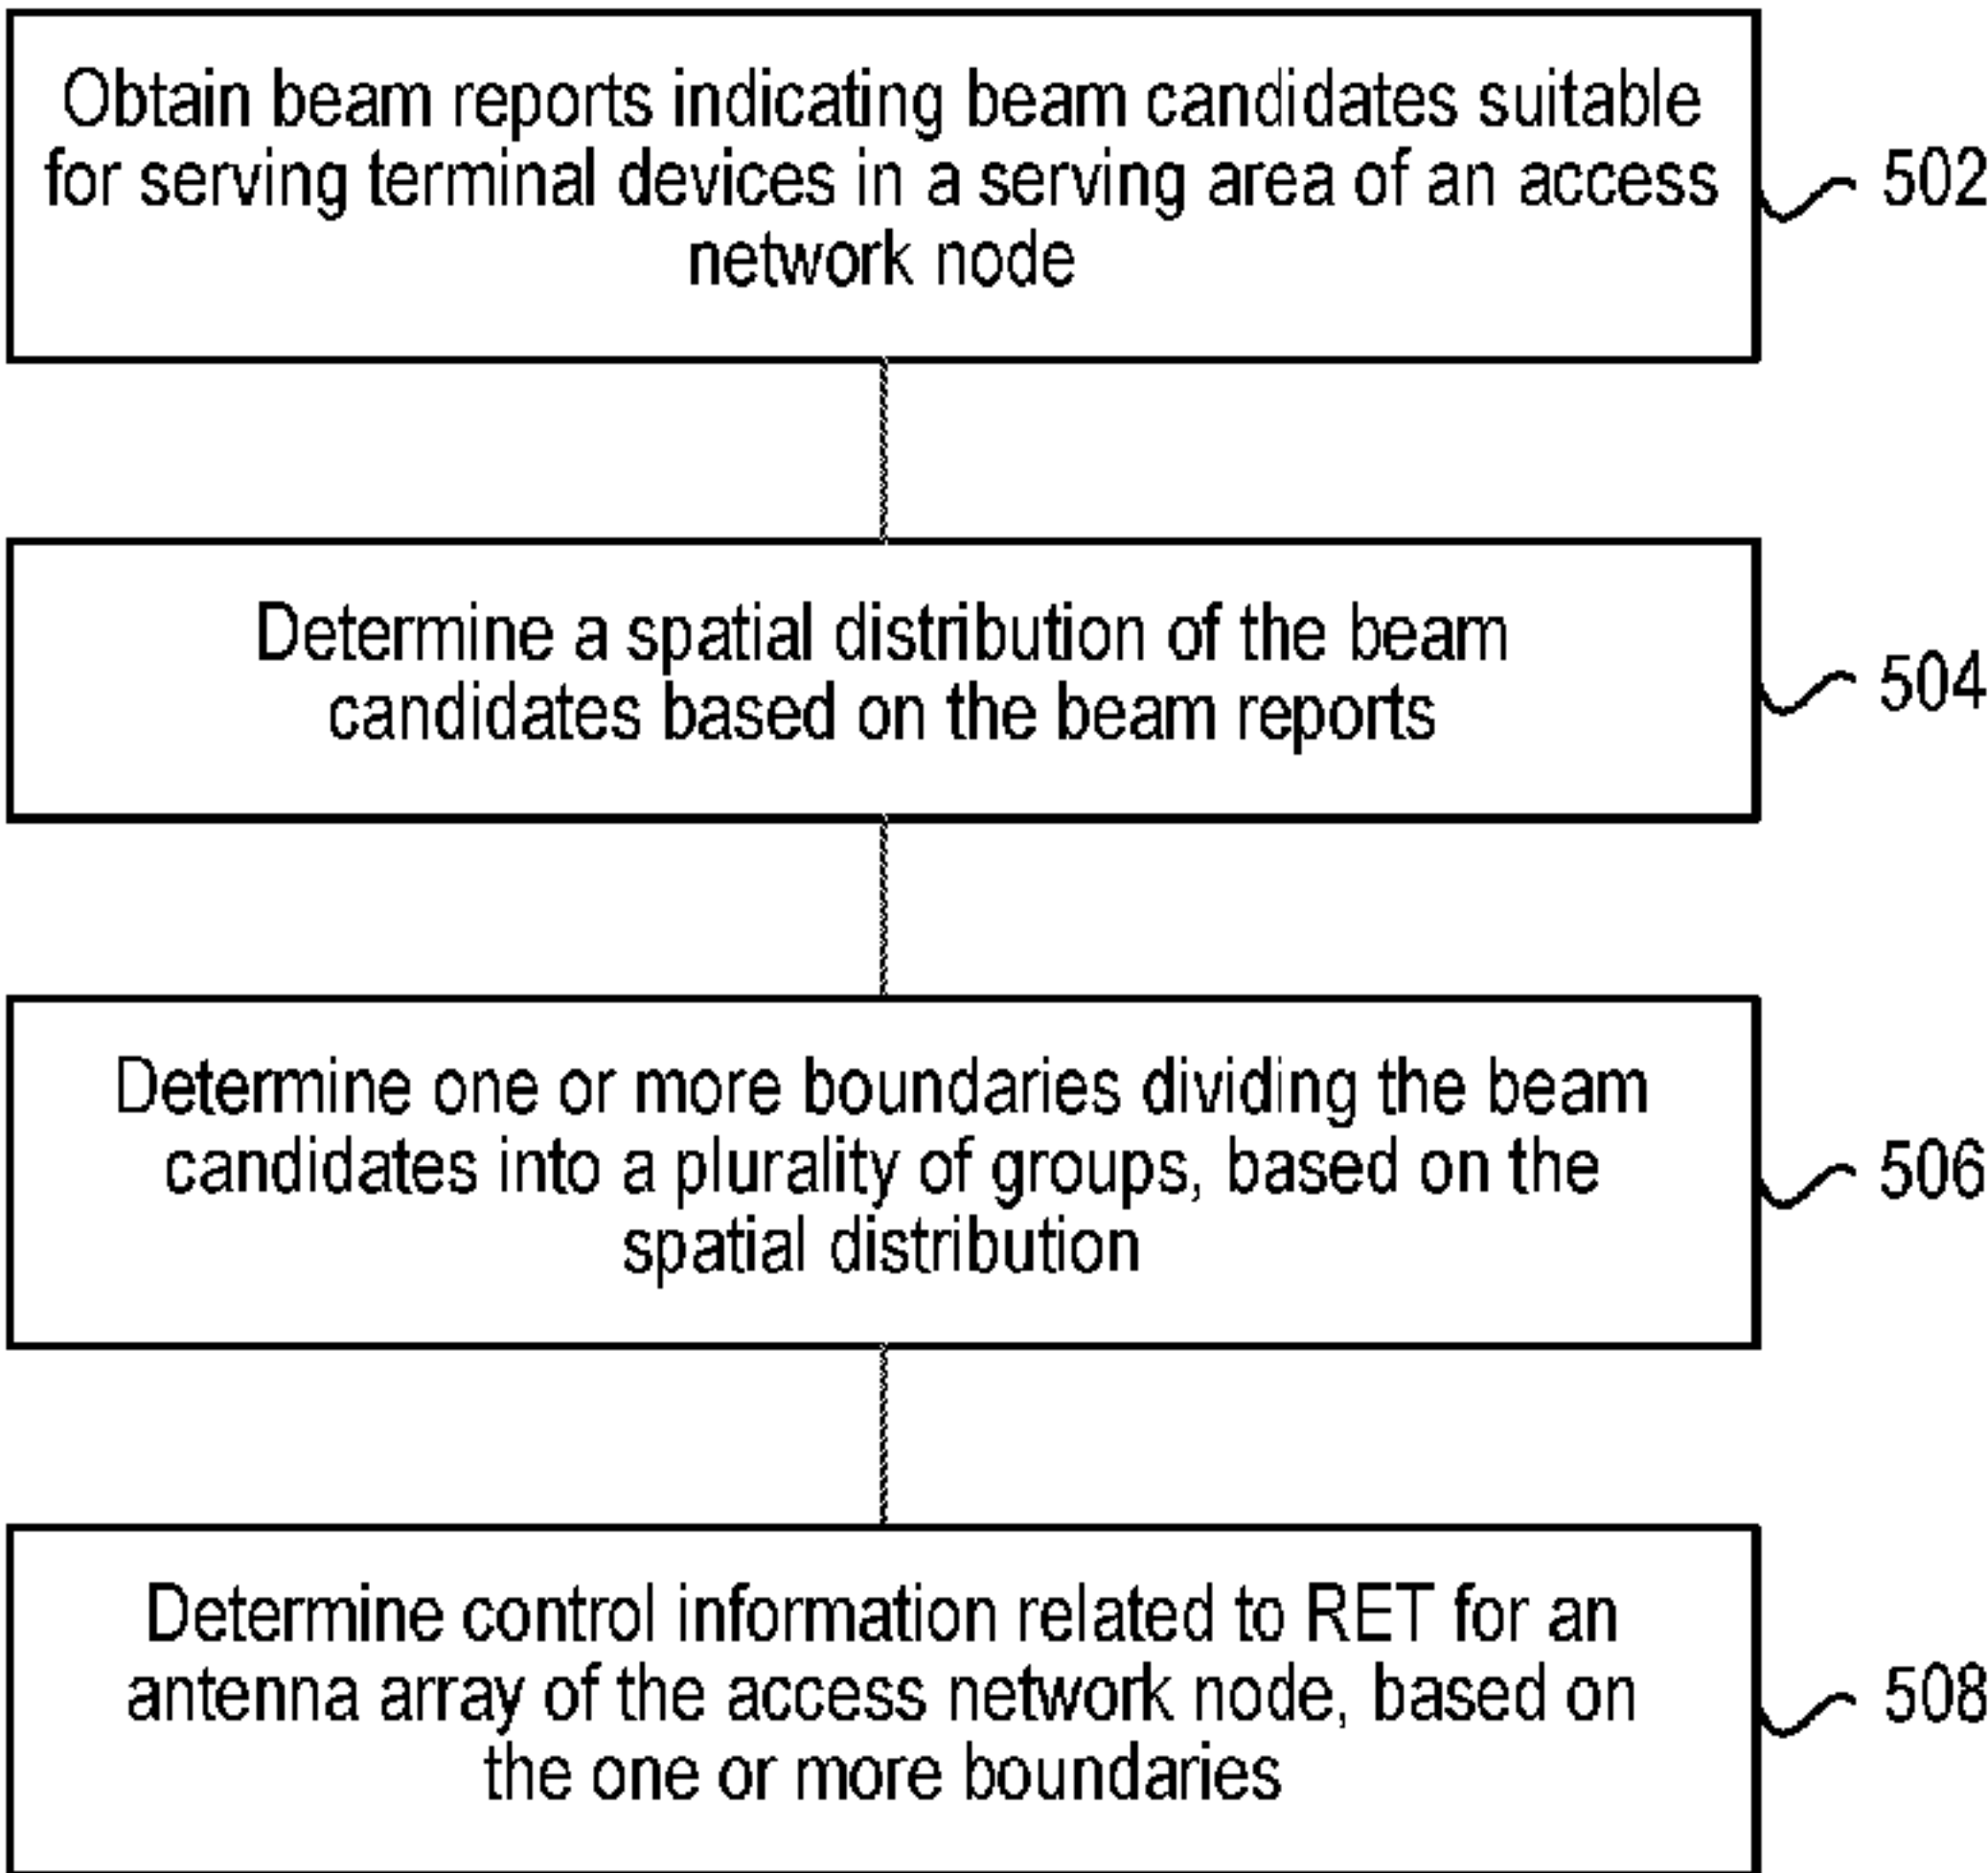 Obtain beam reports indicating beam candidates suitable
for serving terminal devices in a serving area of an access
network node
502
Determine a spatial distribution of the beam
candidates based on the beam reports
504
Determine one or more boundaries dividing the beam
candidates into a plurality of groups, based on the
spatial distribution
506
Determine control information related to RET for an
antenna array of the access network node, based on
the one or more boundaries
508